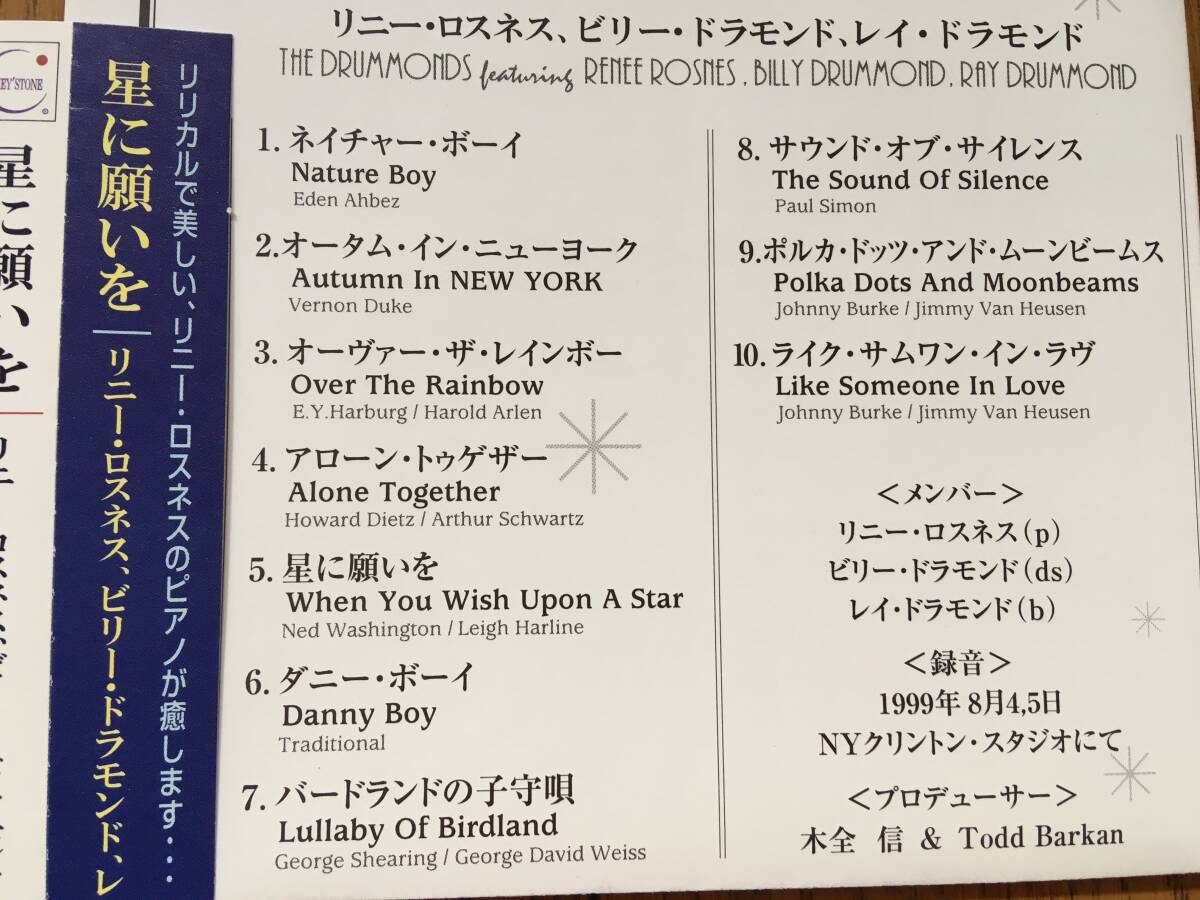 EY'STONE
星に願いを
星に願いを
リニー・ロスネス、ビリー・ドラモンド、レ
リリカルで美しい、リニー・ロスネスのピアノが癒します・・・
リニー・ロスネス、ビリー・ドラモンド、レイ・ドラモンド
THE DRUMMONDS featuring RENEE ROSNES, BILLY DRUMMOND, RAY DRUMMOND
1. ネイチャー・ボーイ
Nature Boy
Eden Ahbez
2.オータム・イン・ニューヨーク
Autumn In NEW YORK
Vernon Duke
3. オーヴァー・ザ・レインボー
Over The Rainbow
E.Y.Harburg / Harold Arlen
4. アローン・トゥゲザー
Alone Together
Howard Dietz / Arthur Schwartz
5. 星に願いを
When You Wish Upon A Star
Ned Washington / Leigh Harline
6. ダニー・ボーイ
Danny Boy
Traditional
7. バードランドの子守唄
Lullaby Of Birdland
George Shearing / George David Weiss
8. サウンド・オブ・サイレンス
The Sound Of Silence
Paul Simon
9.ポルカ・ドッツ・アンド・ムーンビームス
Polka Dots And Moonbeams
Johnny Burke / Jimmy Van Heusen
10. ライク・サムワン・イン・ラヴ
Like Someone In Love
Johnny Burke / Jimmy Van Heusen
＜メンバー＞
リニー・ロスネス(p)
ビリー・ドラモンド(ds)
レイ・ドラモンド(b)
＜録音＞
1999年 8月4,5日
NYクリントン・スタジオにて
＜プロデューサー＞
木全 信 & Todd Barkan